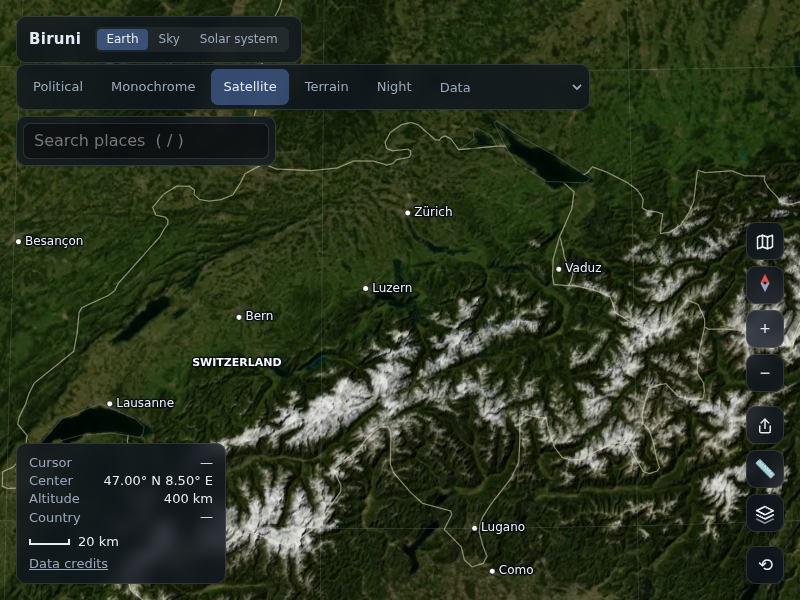 Biruni Earth Sky Solar system
Political Monochrome Satellite Terrain Night Data
Search places ( / )
Zürich
Besançon
Vaduz
Luzern
Bern
SWITZERLAND
Lausanne
Cursor —
Center 47.00° N 8.50° E
Altitude 400 km
Country —
20 km
Data credits
Lugano
Como